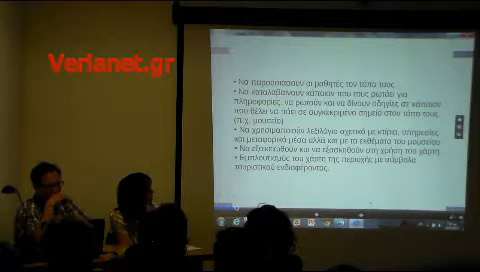 Verianet.gr
• Να παρουσιάσουν οι μαθητές τον τόπο τους.
• Να καταλαβαίνουν κάποιον που τους ρωτάει για
πληροφορίες, να ρωτούν και να δίνουν οδηγίες σε κάποιον
που θέλει να πάει σε συγκεκριμένο σημείο στον τόπο τους
(π.χ. μουσείο)
• Να χρησιμοποιούν λεξιλόγιο σχετικό με κτίρια, υπηρεσίες
και μεταφορικά μέσα αλλά και με τα εκθέματα του μουσείου
• Να εξοικειωθούν και να εξασκηθούν στη χρήση του χάρτη.
• Εμπλουτισμός του χάρτη της περιοχής με σύμβολα
τουριστικού ενδιαφέροντος.